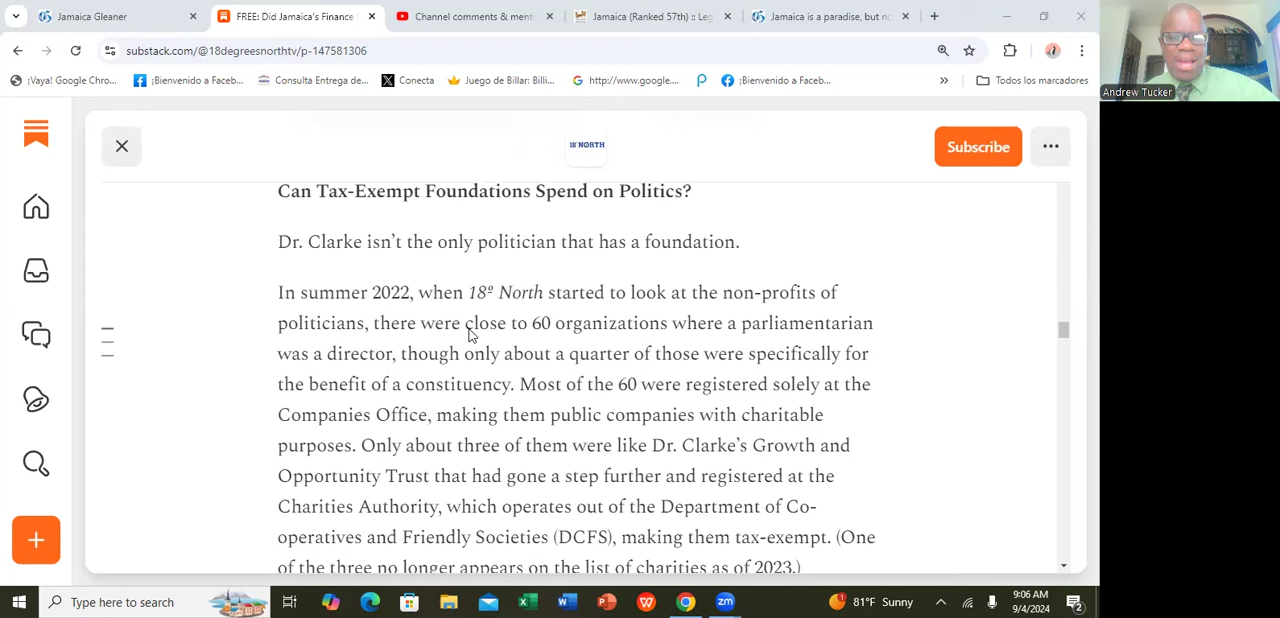 Jamaica Gleaner
FREE: Did Jamaica's Finance
Channel comments & menti
Jamaica (Ranked 57th) :: Leg
Jamaica is a paradise, but no
substack.com/@18degreesnorthtv/p-147581306
¡Vaya! Google Chro...
¡Bienvenido a Faceb...
Consulta Entrega de...
Conecta
Juego de Billar: Billi...
http://www.google....
¡Bienvenido a Faceb...
»
Todos los marcadores
Andrew Tucker
18º NORTH
Subscribe
Can Tax-Exempt Foundations Spend on Politics?
Dr. Clarke isn't the only politician that has a foundation.
In summer 2022, when 18º North started to look at the non-profits of
politicians, there were close to 60 organizations where a parliamentarian
was a director, though only about a quarter of those were specifically for
the benefit of a constituency. Most of the 60 were registered solely at the
Companies Office, making them public companies with charitable
purposes. Only about three of them were like Dr. Clarke's Growth and
Opportunity Trust that had gone a step further and registered at the
Charities Authority, which operates out of the Department of Co-
operatives and Friendly Societies (DCFS), making them tax-exempt. (One
of the three no longer appears on the list of charities as of 2023.)
Type here to search
zm
81°F Sunny
9:06 AM
9/4/2024
2